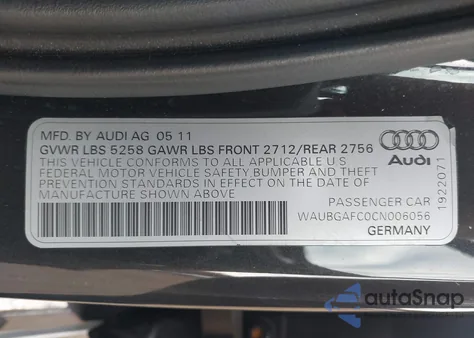 MFD. BY AUDI AG 05 11
GVWR LBS 5258 GAWR LBS FRONT 2712/REAR 2756
THIS VEHICLE CONFORMS TO ALL APPLICABLE U S
FEDERAL MOTOR VEHICLE SAFETY, BUMPER AND THEFT
PREVENTION STANDARDS IN EFFECT ON THE DATE OF
MANUFACTURE SHOWN ABOVE
Audi
1922071
PASSENGER CAR
WAUBGAFC0CN006056
GERMANY
autoSnap